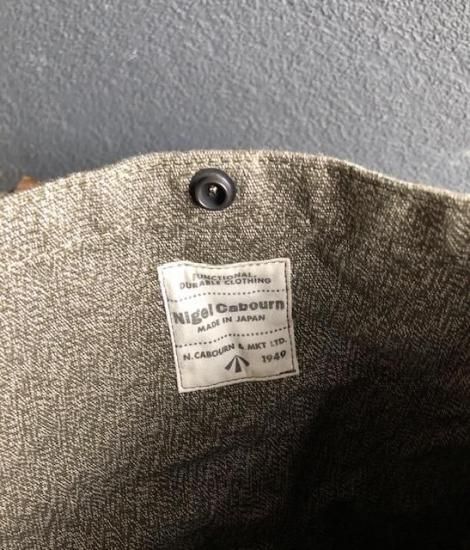 FUNCTIONAL,
DURABLE CLOTHING
Nigel Cabourn
MADE IN JAPAN
N. CABOURN & MKT LTD.
1949